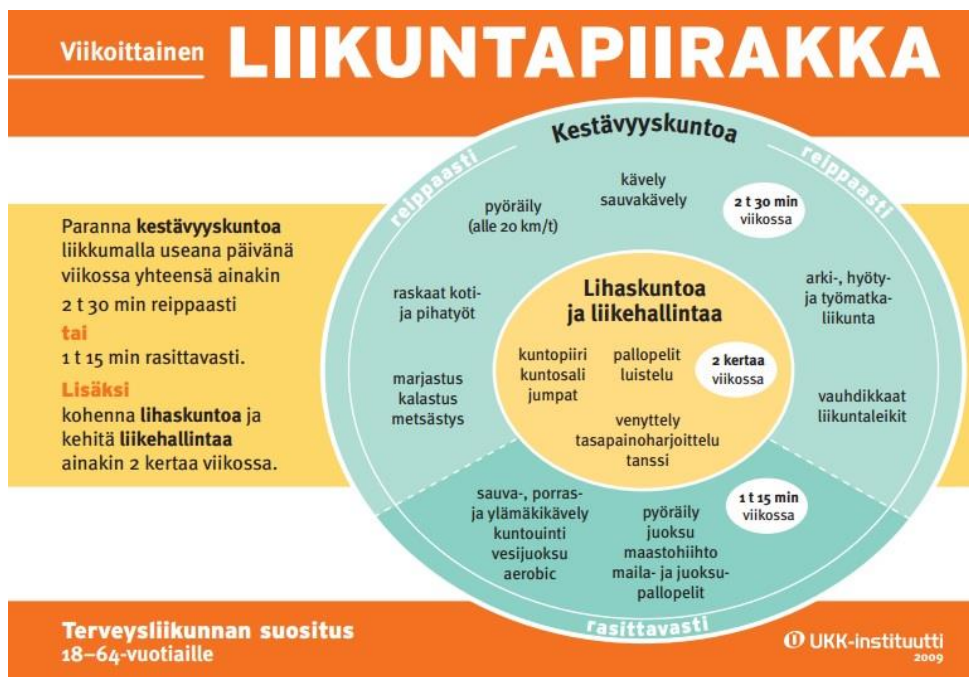 Viikoittainen LIIKUNTAPIIRAKKA
Paranna kestävyyskuntoa
liikkumalla useana päivänä
viikossa yhteensä ainakin
2 t 30 min reippaasti
tai
1 t 15 min rasittavasti.
Lisäksi
kohenna lihaskuntoa ja
kehitä liikehallintaa
ainakin 2 kertaa viikossa.
Kestävyyskuntoa
reippaasti
reippaasti
kävely
sauvakävely
2 t 30 min
viikossa
pyöräily
(alle 20 km/t)
raskaat koti-
ja pihatyöt
marjastus
kalastus
metsästys
arki-, hyöty-
ja työmatka-
liikunta
vauhdikkaat
liikuntaleikit
Lihaskuntoa
ja liikehallintaa
kuntopiiri
kuntosali
jumpat
pallopelit
luistelu
2 kertaa
viikossa
venyttely
tasapainoharjoittelu
tanssi
sauva-, porras-
ja ylämäkikävely
kuntouinti
vesijuoksu
aerobic
pyöräily
juoksu
maastohiihto
maila- ja juoksu-
pallopelit
1 t 15 min
viikossa
rasittavasti
Terveysliikunnan suositus
18–64-vuotiaille
UKK-instituutti
2009